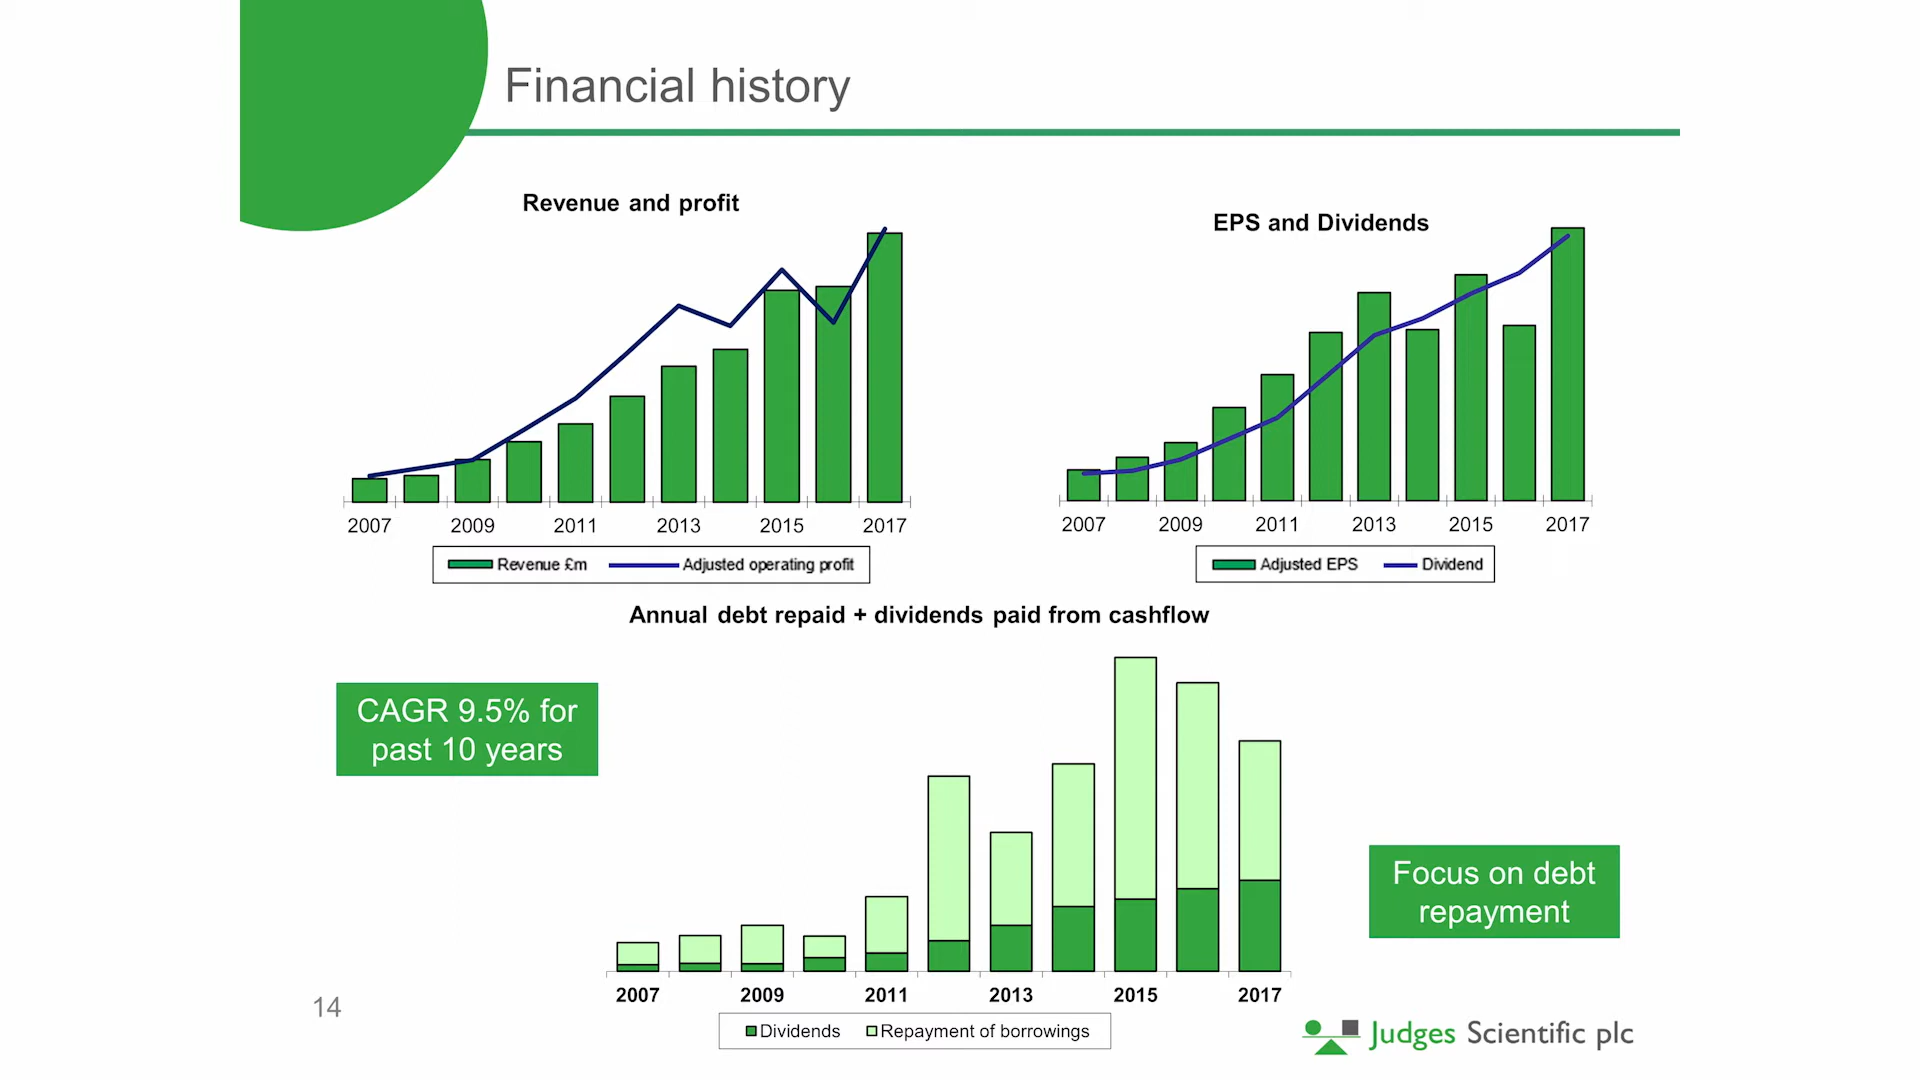 Financial history
Revenue and profit
2007 2009 2011 2013 2015 2017
Revenue £m Adjusted operating profit
EPS and Dividends
2007 2009 2011 2013 2015 2017
Adjusted EPS Dividend
Annual debt repaid + dividends paid from cashflow
CAGR 9.5% for
past 10 years
2007 2009 2011 2013 2015 2017
Dividends Repayment of borrowings
Focus on debt
repayment
14
Judges Scientific plc